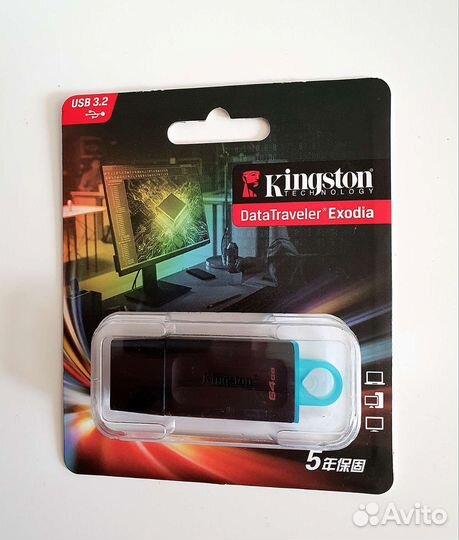 USB 3.2
Kingston
TECHNOLOGY
DataTraveler® Exodia
Kingston
64GB
5年保固
Avito